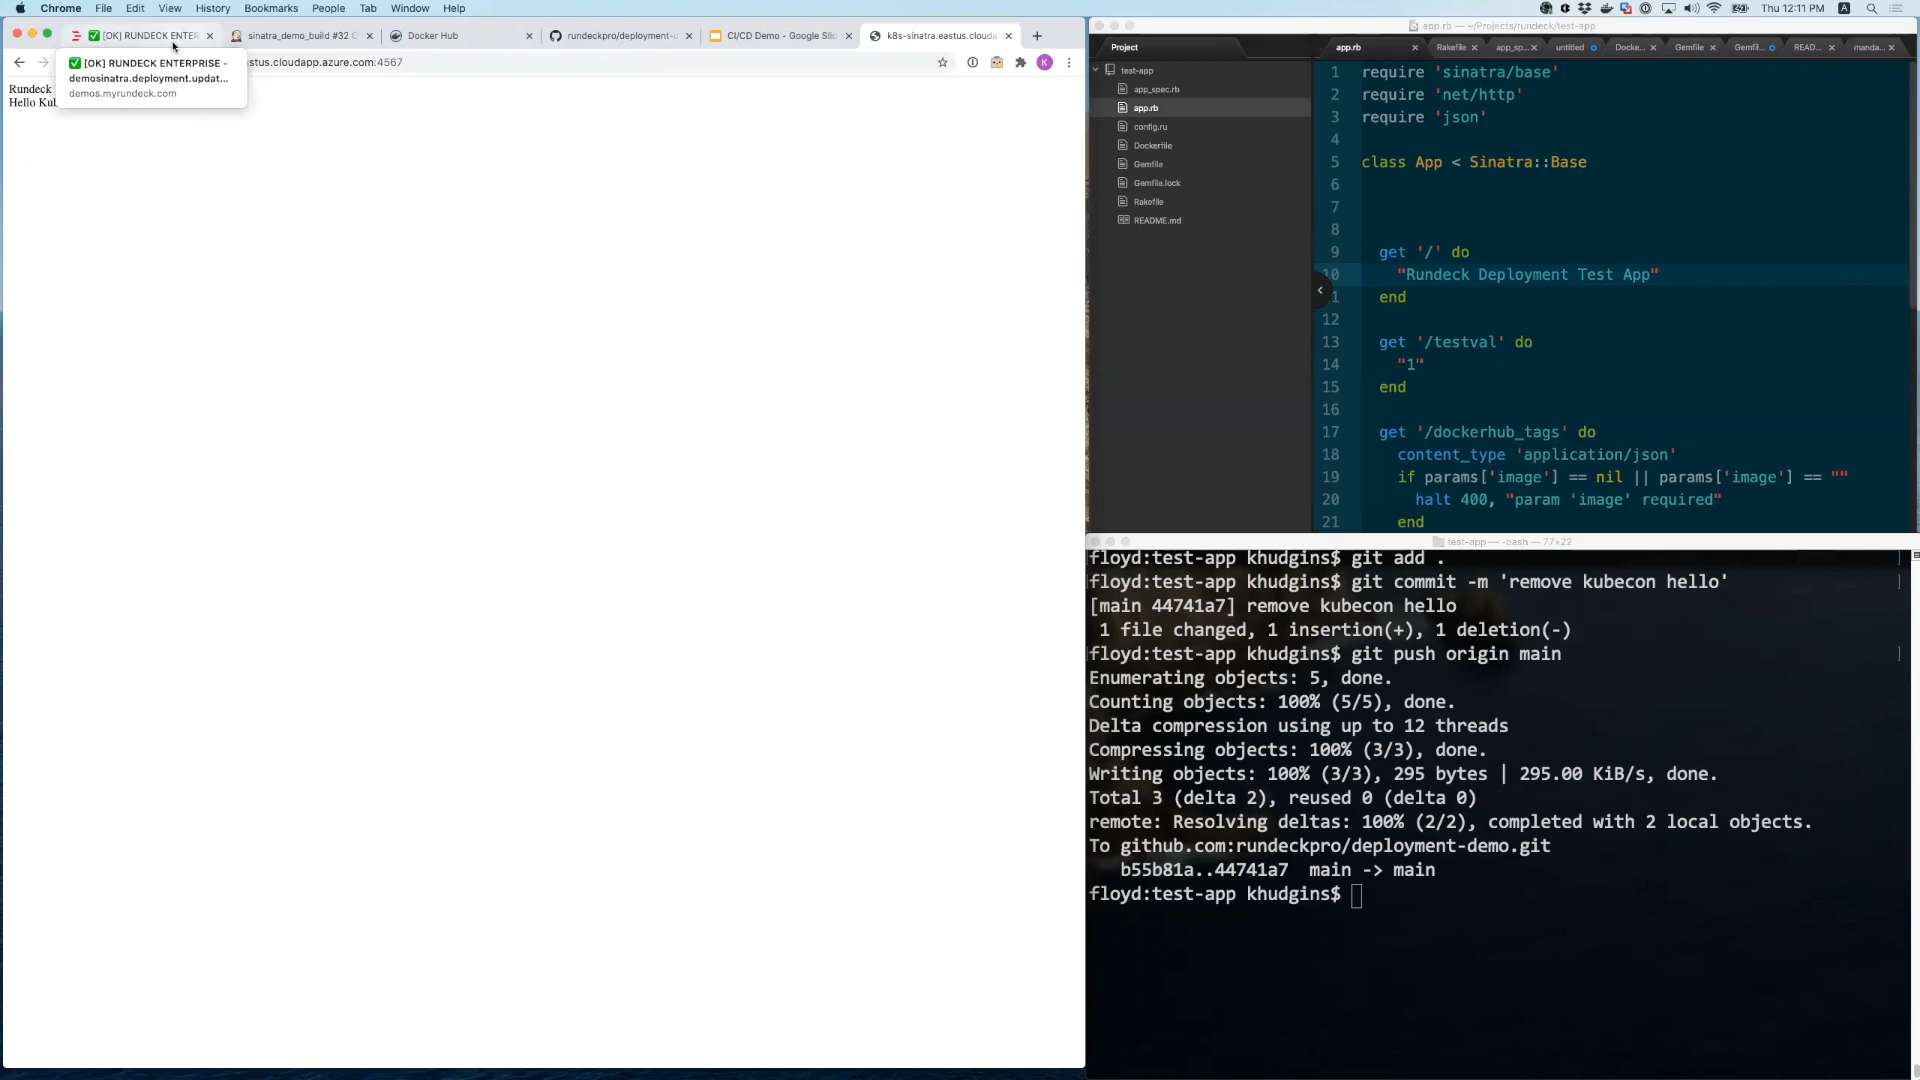 Chrome File Edit View History Bookmarks People Tab Window Help
Thu 12:11 PM
[OK] RUNDECK ENTER
sinatra_demo_build #32
Docker Hub
rundeckpro/deployment-
CI/CD Demo - Google Slid
k8s-sinatra.eastus.clouda
astus.cloudapp.azure.com:4567
[OK] RUNDECK ENTERPRISE -
demosinatra.deployment.updat...
demos.myrundeck.com
Rundeck
Hello Kub
app.rb — ~/Projects/rundeck/test-app
Project
app.rb
Rakefile
app_sp...
untitled
Docke...
Gemfile
Gemfil...
READ...
manda...
test-app
app_spec.rb
app.rb
config.ru
Dockerfile
Gemfile
Gemfile.lock
Rakefile
README.md
1 require 'sinatra/base'
2 require 'net/http'
3 require 'json'
4
5 class App < Sinatra::Base
6
7
8
9 get '/' do
10 "Rundeck Deployment Test App"
11 end
12
13 get '/testval' do
14 "1"
15 end
16
17 get '/dockerhub_tags' do
18 content_type 'application/json'
19 if params['image'] == nil || params['image'] == ""
20 halt 400, "param 'image' required"
21 end
test-app — -bash — 77×22
floyd:test-app khudgins$ git add .
floyd:test-app khudgins$ git commit -m 'remove kubecon hello'
[main 44741a7] remove kubecon hello
1 file changed, 1 insertion(+), 1 deletion(-)
floyd:test-app khudgins$ git push origin main
Enumerating objects: 5, done.
Counting objects: 100% (5/5), done.
Delta compression using up to 12 threads
Compressing objects: 100% (3/3), done.
Writing objects: 100% (3/3), 295 bytes | 295.00 KiB/s, done.
Total 3 (delta 2), reused 0 (delta 0)
remote: Resolving deltas: 100% (2/2), completed with 2 local objects.
To github.com:rundeckpro/deployment-demo.git
b55b81a..44741a7 main -> main
floyd:test-app khudgins$